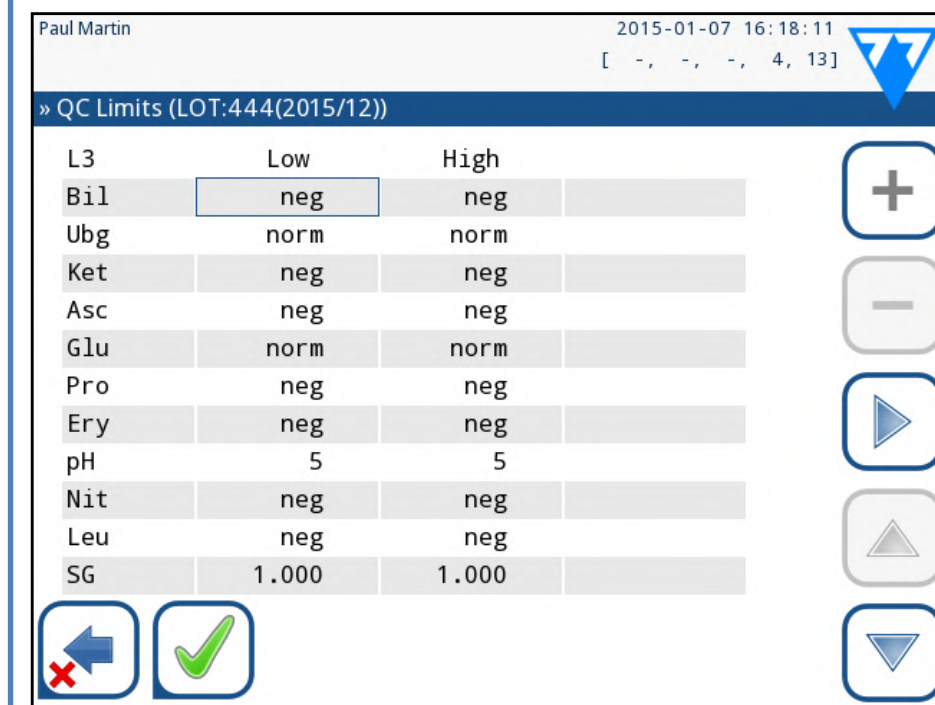 Paul Martin 2015-01-07 16:18:11
[ -, -, -, 4, 13]
» QC Limits (LOT:444(2015/12))
L3 Low High
Bil neg neg
Ubg norm norm
Ket neg neg
Asc neg neg
Glu norm norm
Pro neg neg
Ery neg neg
pH 5 5
Nit neg neg
Leu neg neg
SG 1.000 1.000